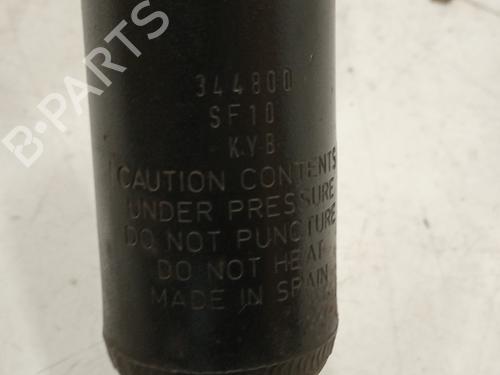 344800
SF10
KYB
CAUTION CONTENTS
UNDER PRESSURE
DO NOT PUNCTURE
DO NOT HEAT
MADE IN SPAIN
B-PARTS